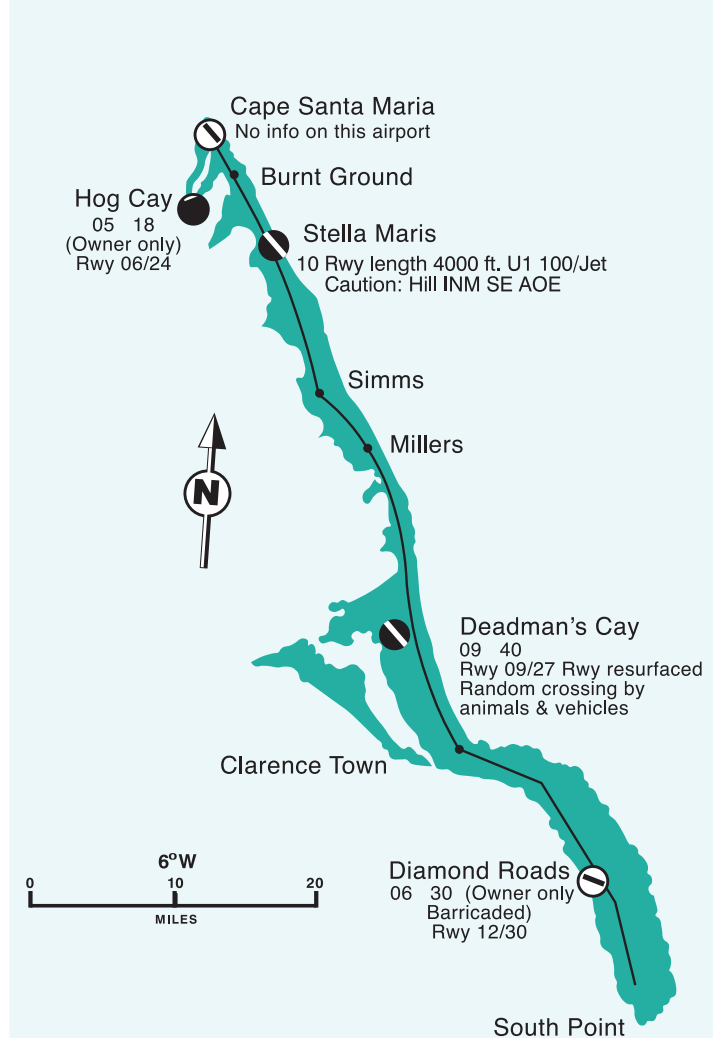 Cape Santa Maria
No info on this airport
Burnt Ground
Hog Cay
05 18
(Owner only)
Rwy 06/24
Stella Maris
10 Rwy length 4000 ft. U1 100/Jet
Caution: Hill INM SE AOE
Simms
Millers
N
Deadman's Cay
09 40
Rwy 09/27 Rwy resurfaced
Random crossing by
animals & vehicles
Clarence Town
6°W
0 10 20
MILES
Diamond Roads
06 30 (Owner only
Barricaded)
Rwy 12/30
South Point